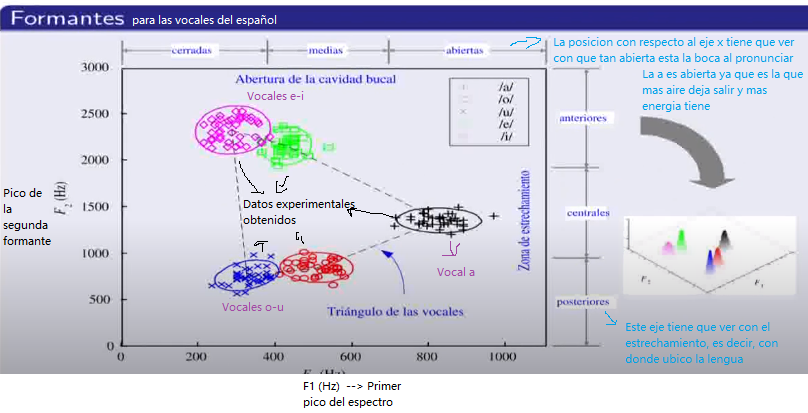 Formantes para las vocales del español
cerradas medias abiertas
La posicion con respecto al eje x tiene que ver
con que tan abierta esta la boca al pronunciar
La a es abierta ya que es la que
mas aire deja salir y mas
energia tiene
3000
Abertura de la cavidad bucal
Vocales e-i
/a/
/o/
/u/
/e/
/i/
2500
anteriores
2000
Pico de
la
segunda
formante
F2 (Hz)
Datos experimentales
obtenidos
1500
centrales
Zona de estrechamiento
1000
Vocal a
500
Vocales o-u
Triángulo de las vocales
posteriores
F2
F1
Este eje tiene que ver con el
estrechamiento, es decir, con
donde ubico la lengua
0
0 200 400 600 800 1000
F1 (Hz) --> Primer
pico del espectro